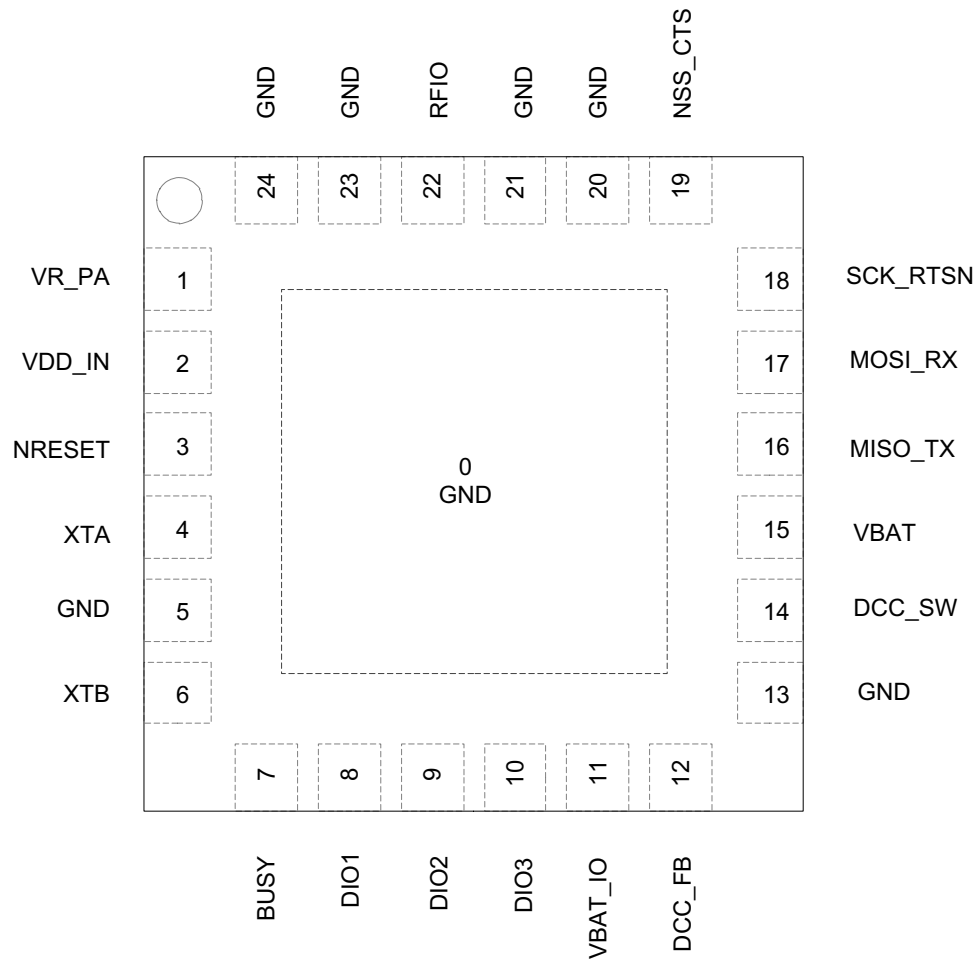 GND
GND
RFIO
GND
GND
NSS_CTS
24
23
22
21
20
19
VR_PA 1
18 SCK_RTSN
VDD_IN 2
17 MOSI_RX
NRESET 3
16 MISO_TX
0
GND
XTA 4
15 VBAT
GND 5
14 DCC_SW
XTB 6
13 GND
7
8
9
10
11
12
BUSY
DIO1
DIO2
DIO3
VBAT_IO
DCC_FB